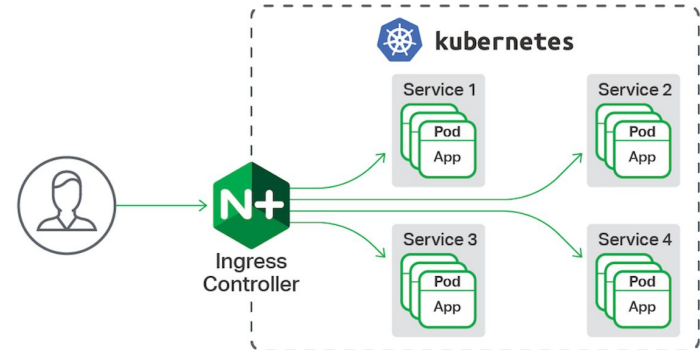 kubernetes
Service 1
Pod
App
Service 2
Pod
App
N+
Ingress
Controller
Service 3
Pod
App
Service 4
Pod
App